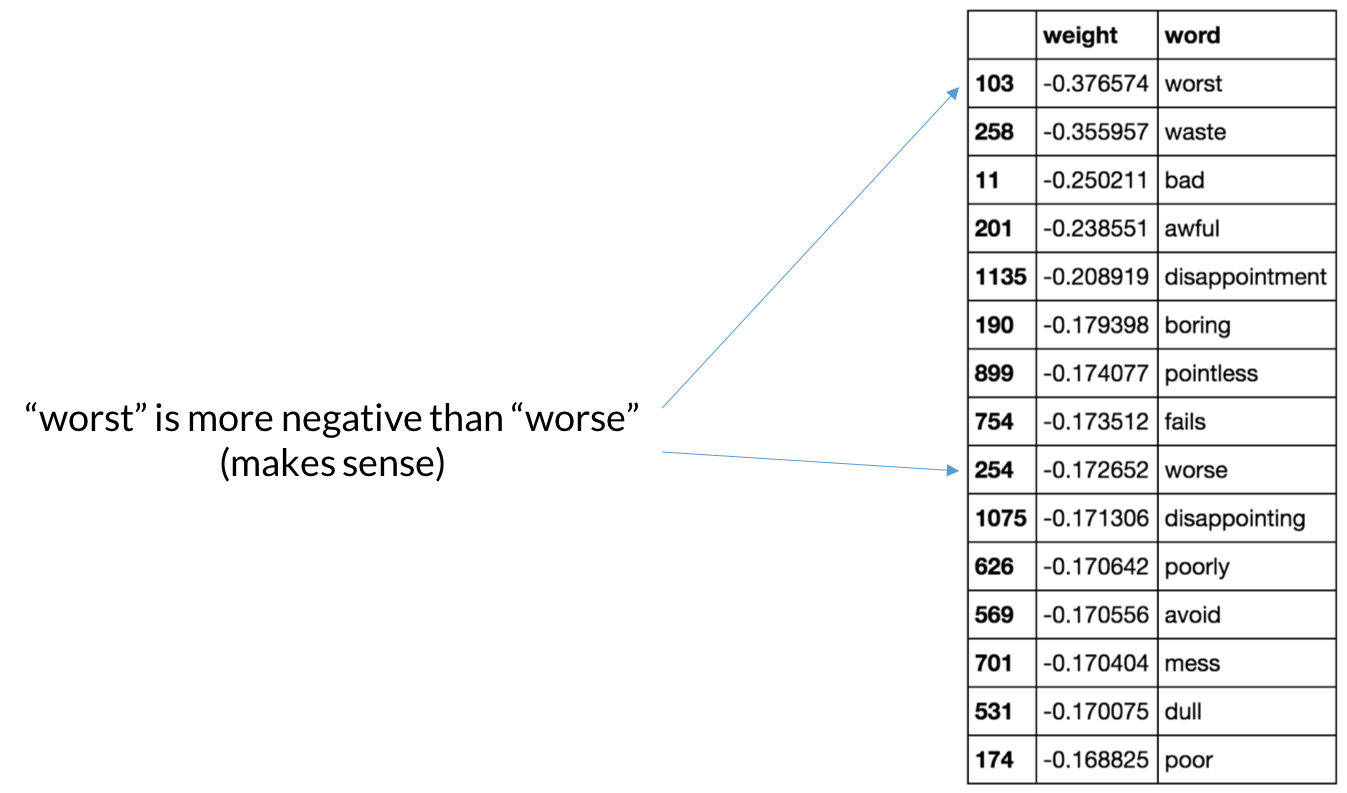 “worst” is more negative than “worse”
(makes sense)
weight word
103 -0.376574 worst
258 -0.355957 waste
11 -0.250211 bad
201 -0.238551 awful
1135 -0.208919 disappointment
190 -0.179398 boring
899 -0.174077 pointless
754 -0.173512 fails
254 -0.172652 worse
1075 -0.171306 disappointing
626 -0.170642 poorly
569 -0.170556 avoid
701 -0.170404 mess
531 -0.170075 dull
174 -0.168825 poor